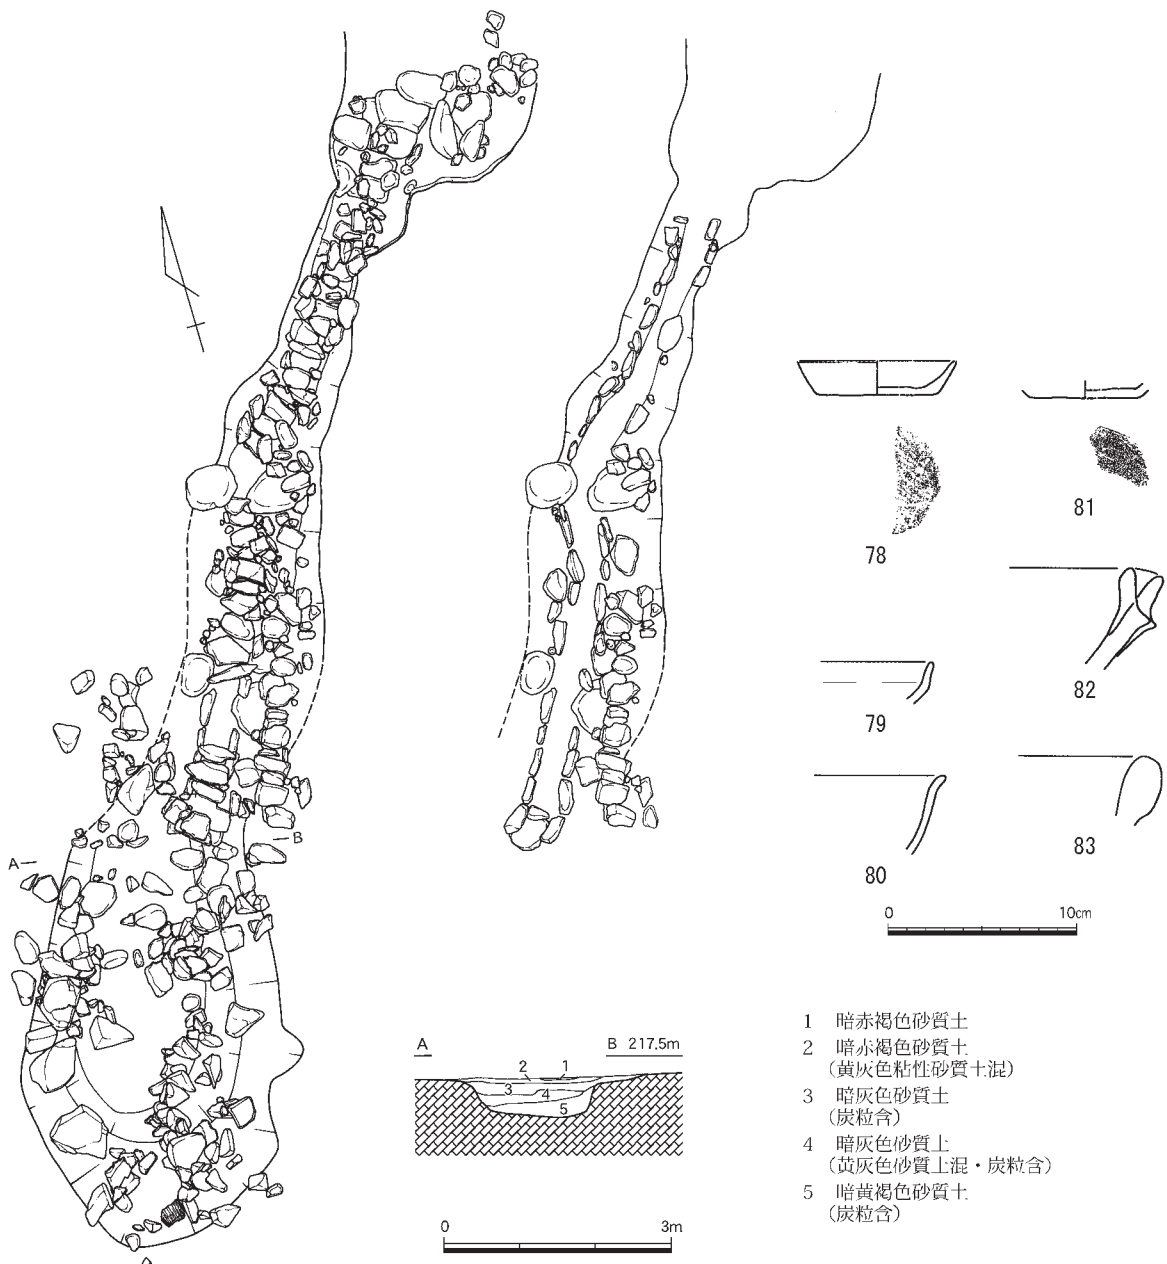 A
B
78
81
79
82
80
83
0 10cm
A B 217.5m
2 1
3 4
5
0 3m
1 暗赤褐色砂質土
2 暗赤褐色砂質土
(黄灰色粘性砂質土混)
3 暗灰色砂質土
(炭粒含)
4 暗灰色砂質土
(黄灰色砂質土混・炭粒含)
5 暗黄褐色砂質土
(炭粒含)